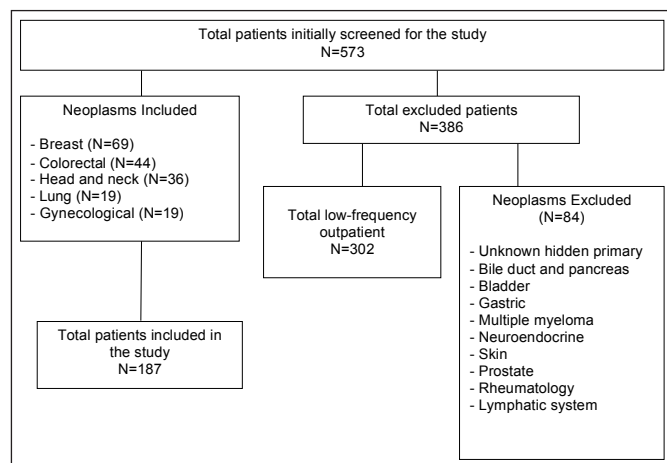 Total patients initially screened for the study
N=573
Neoplasms Included
- Breast (N=69)
- Colorectal (N=44)
- Head and neck (N=36)
- Lung (N=19)
- Gynecological (N=19)
Total patients included in
the study
N=187
Total excluded patients
N=386
Total low-frequency
outpatient
N=302
Neoplasms Excluded
(N=84)
- Unknown hidden primary
- Bile duct and pancreas
- Bladder
- Gastric
- Multiple myeloma
- Neuroendocrine
- Skin
- Prostate
- Rheumatology
- Lymphatic system